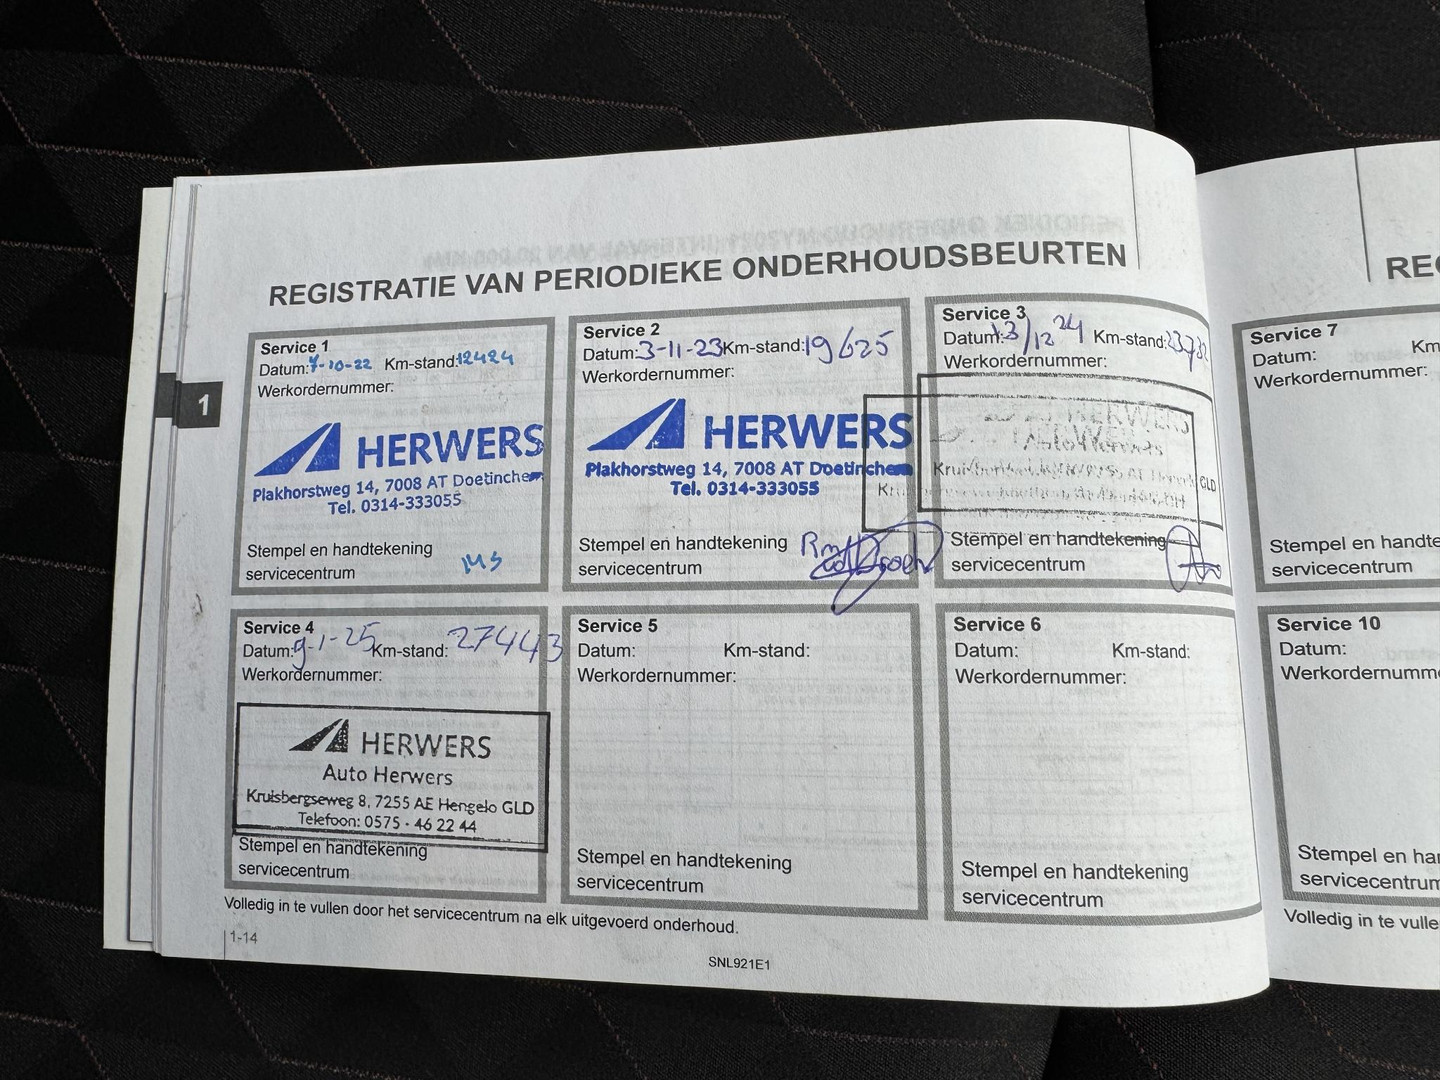 REGISTRATIE VAN PERIODIEKE ONDERHOUDSBEURTEN
1
Service 1
Datum: 7-10-22 Km-stand: 12424
Werkordernummer:
HERWERS
Plakhorstweg 14, 7008 AT Doetinchem
Tel. 0314-333055
Stempel en handtekening
servicecentrum
Service 2
Datum: 3-11-23 Km-stand: 19625
Werkordernummer:
HERWERS
Plakhorstweg 14, 7008 AT Doetinchem
Tel. 0314-333055
Stempel en handtekening
servicecentrum
Service 3
Datum: 13/12 24 Km-stand:
Werkordernummer:
HERWERS
GLD
Stempel en handtekening
servicecentrum
Service 4
Datum: 9-1-25 Km-stand: 27443
Werkordernummer:
HERWERS
Auto Herwers
Kruisbergseweg 8, 7255 AE Hengelo GLD
Telefoon: 0575 - 46 22 44
Stempel en handtekening
servicecentrum
Service 5
Datum: Km-stand:
Werkordernummer:
Stempel en handtekening
servicecentrum
Service 6
Datum: Km-stand:
Werkordernummer:
Stempel en handtekening
servicecentrum
Volledig in te vullen door het servicecentrum na elk uitgevoerd onderhoud.
1-14
SNL921E1
RE
Service 7
Datum: Km
Werkordernummer:
Stempel en handte
servicecentrum
Service 10
Datum:
Werkordernumm
Stempel en ha
servicecentrum
Volledig in te vulle